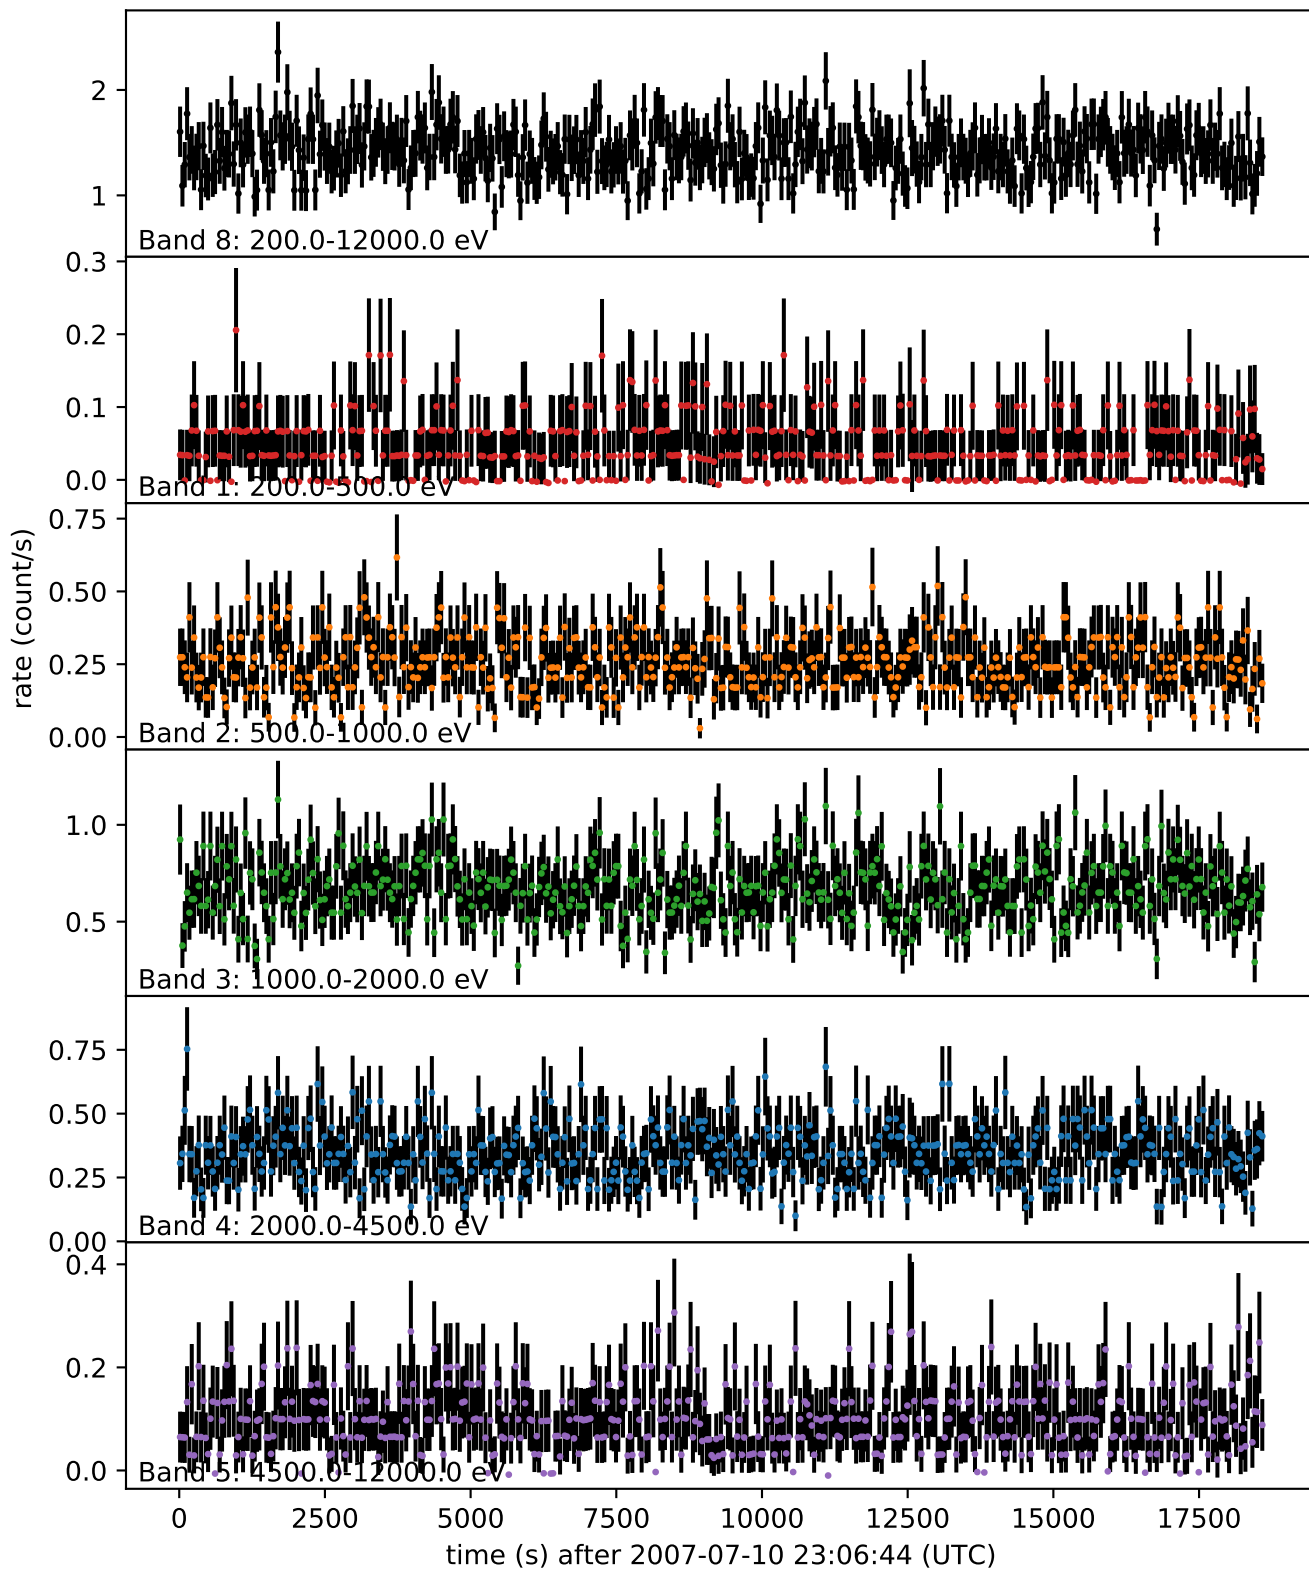 2
1
Band 8: 200.0-12000.0 eV
0.3
0.2
0.1
0.0
Band 1: 200.0-500.0 eV
0.75
0.50
0.25
0.00
Band 2: 500.0-1000.0 eV
rate (count/s)
1.0
0.5
Band 3: 1000.0-2000.0 eV
0.75
0.50
0.25
0.00
Band 4: 2000.0-4500.0 eV
0.4
0.2
0.0
Band 5: 4500.0-12000.0 eV
0 2500 5000 7500 10000 12500 15000 17500
time (s) after 2007-07-10 23:06:44 (UTC)